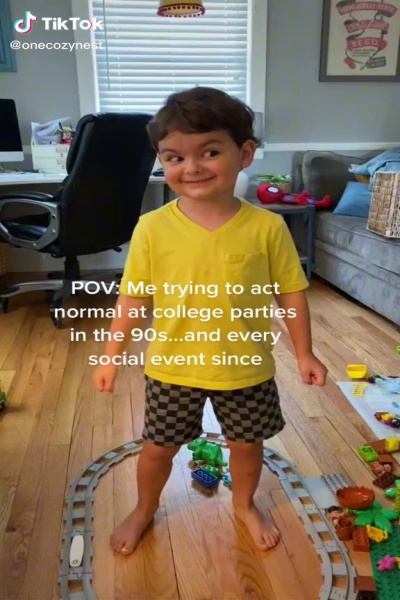 TikTok
@onecozynest
POV: Me trying to act
normal at college parties
in the 90s...and every
social event since
SEED